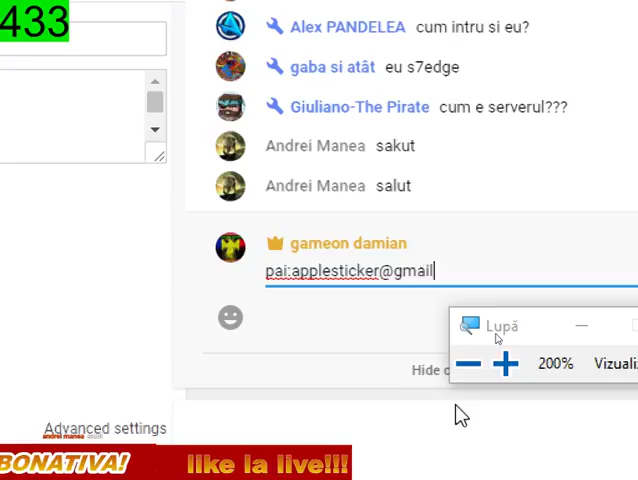 433
Alex PANDELEA cum intru si eu?
gaba si atât eu s7edge
Giuliano-The Pirate cum e serverul???
Andrei Manea sakut
Andrei Manea salut
gameon damian
pai:applesticker@gmail
Lupă
200% Vizuali
Hide c
Advanced settings
andrei manea
BONATIVA! like la live!!!